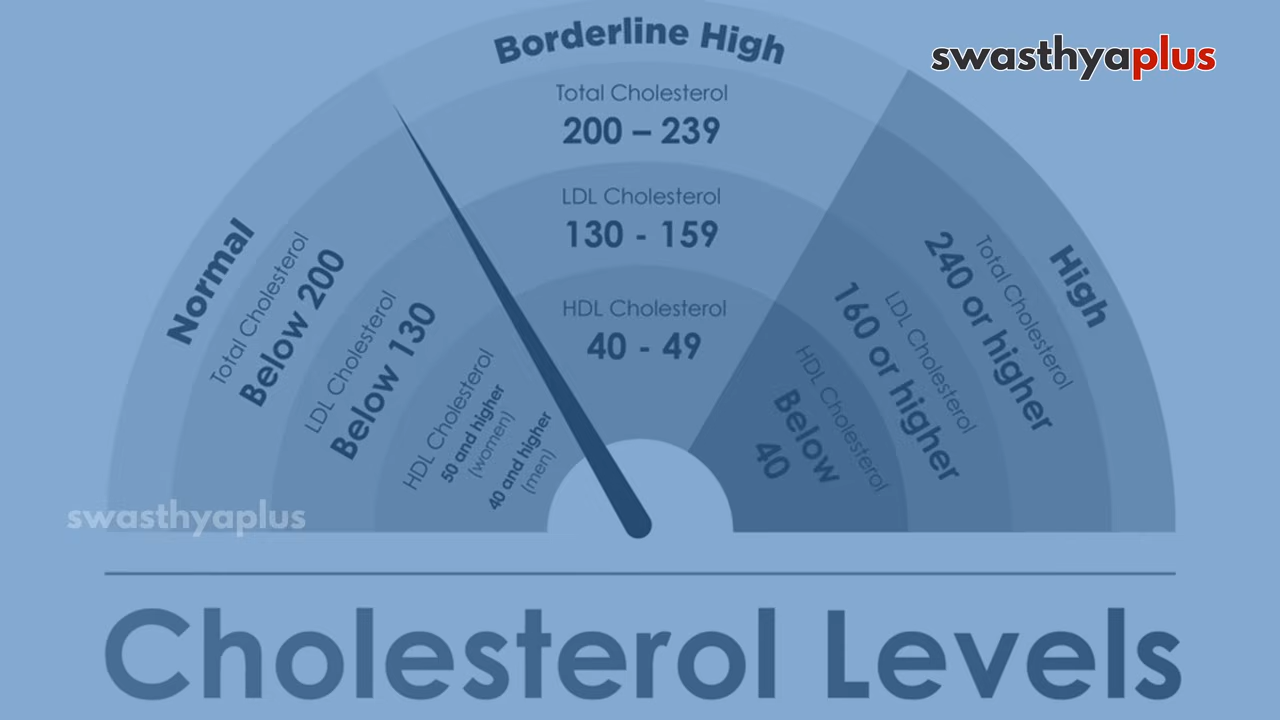 swasthyaplus
Borderline High
Total Cholesterol
200 – 239
LDL Cholesterol
130 - 159
HDL Cholesterol
40 - 49
Normal
Total Cholesterol
Below 200
LDL Cholesterol
Below 130
HDL Cholesterol
50 and higher
(women)
40 and higher
(men)
High
Total Cholesterol
240 or higher
LDL Cholesterol
160 or higher
HDL Cholesterol
Below
40
swasthyaplus
Cholesterol Levels